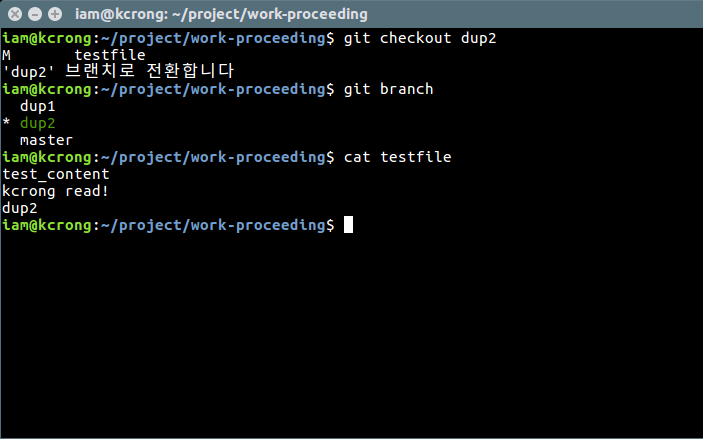 iam@kcrong: ~/project/work-proceeding
iam@kcrong:~/project/work-proceeding$ git checkout dup2
M       testfile
'dup2' 브랜치로 전환합니다
iam@kcrong:~/project/work-proceeding$ git branch
  dup1
* dup2
  master
iam@kcrong:~/project/work-proceeding$ cat testfile
test_content
kcrong read!
dup2
iam@kcrong:~/project/work-proceeding$